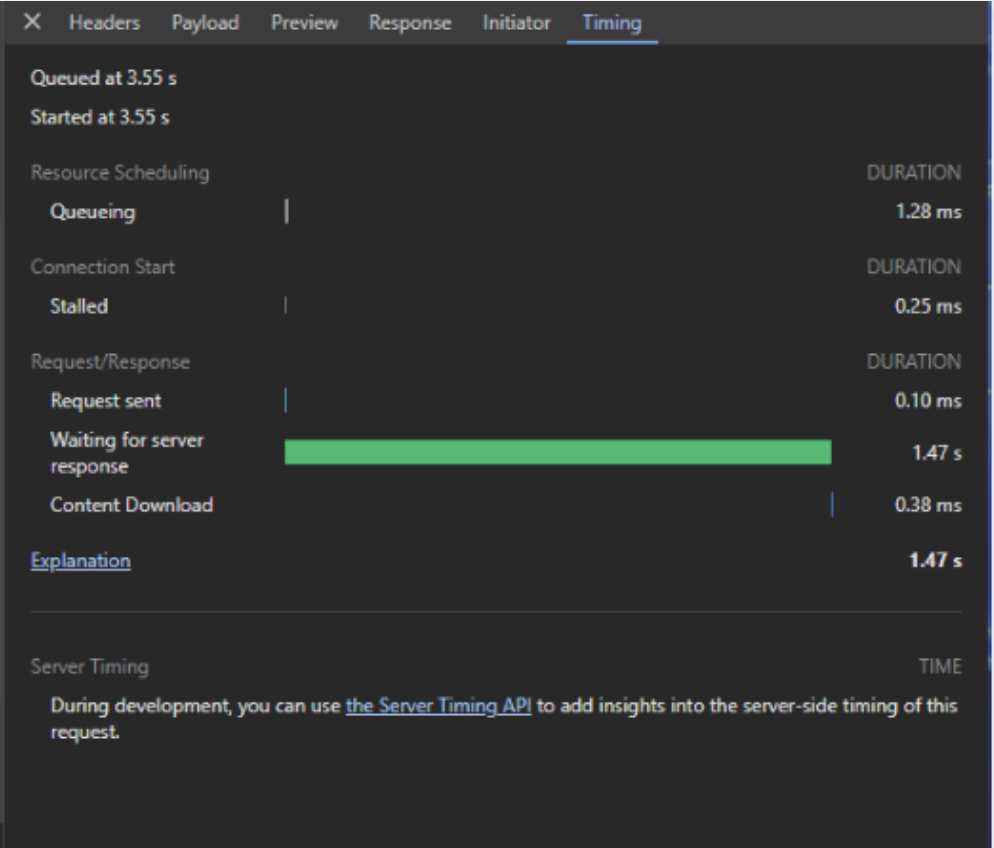 Headers Payload Preview Response Initiator Timing
Queued at 3.55 s
Started at 3.55 s
Resource Scheduling DURATION
Queueing 1.28 ms
Connection Start DURATION
Stalled 0.25 ms
Request/Response DURATION
Request sent 0.10 ms
Waiting for server
response 1.47 s
Content Download 0.38 ms
Explanation 1.47 s
Server Timing TIME
During development, you can use the Server Timing API to add insights into the server-side timing of this
request.